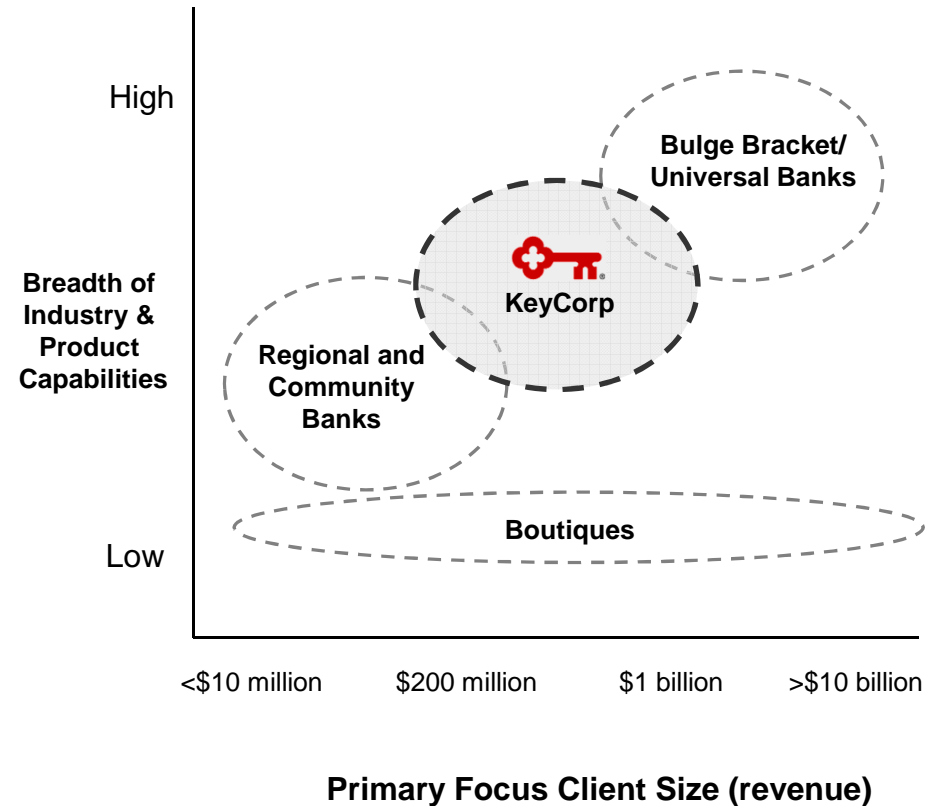 High
Bulge Bracket/
Universal Banks
KeyCorp
Breadth of
Industry &
Product
Capabilities
Regional and
Community
Banks
Boutiques
Low
<$10 million
$200 million
$1 billion
>$10 billion
Primary Focus Client Size (revenue)